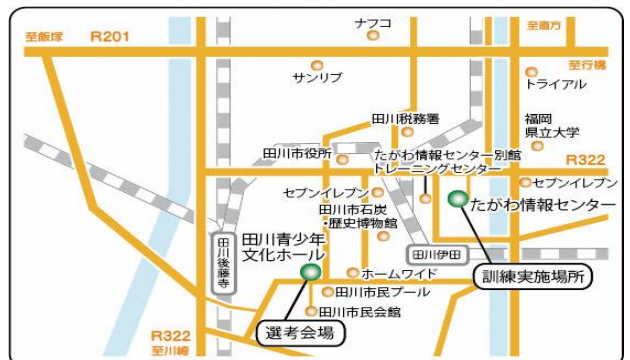 ナフコ
至直方
至飯塚
R201
サンリブ
至行橋
トライアル
田川税務署
福岡
県立大学
田川市役所
たがわ情報センター別館
トレーニングセンター
R322
セブンイレブン
セブンイレブン
田川市石炭
・歴史博物館
たがわ情報センター
田川後藤寺
田川青少年
文化ホール
田川伊田
訓練実施場所
ホームワイド
田川市民プール
田川市民会館
選考会場
R322
至川崎